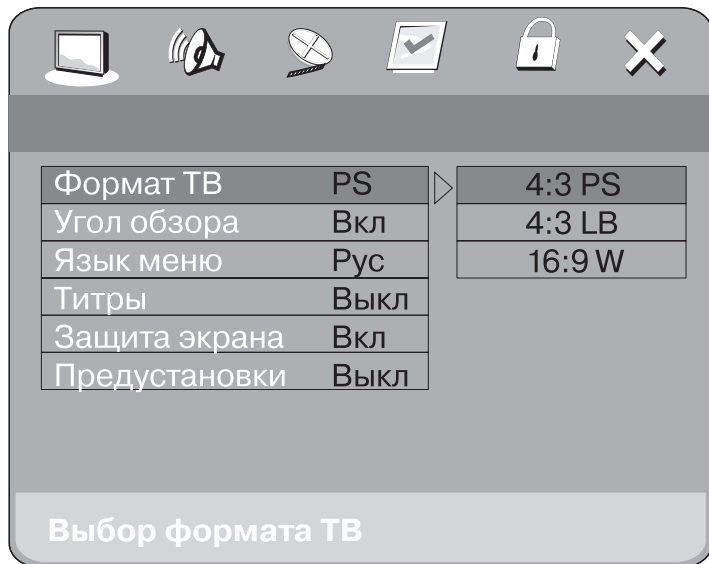 Формат ТВ PS 4:3 PS
Угол обзора Вкл 4:3 LB
Язык меню Рус 16:9 W
Титры Выкл
Защита экрана Вкл
Предустановки Выкл
Выбор формата ТВ